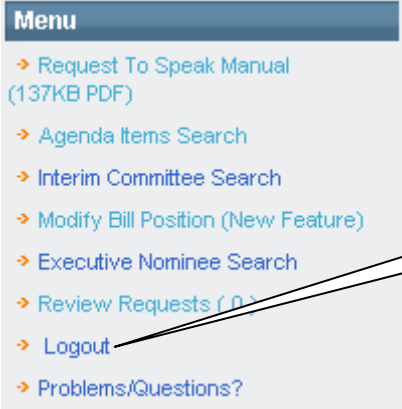 Menu
Request To Speak Manual
(137KB PDF)
Agenda Items Search
Interim Committee Search
Modify Bill Position (New Feature)
Executive Nominee Search
Review Requests ( 0 )
Logout
Problems/Questions?